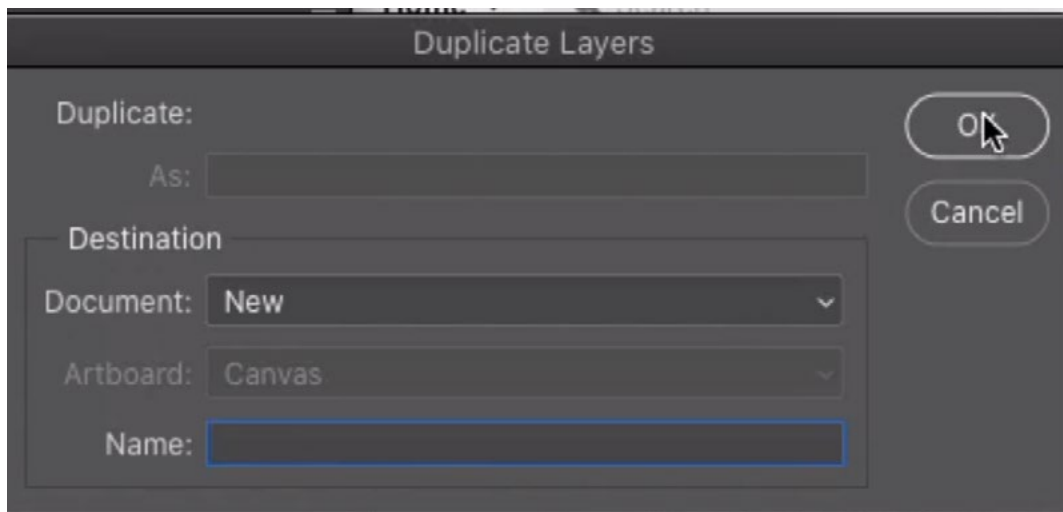 Duplicate Layers
Duplicate:
As:
Destination
Document: New
Artboard: Canvas
Name:
OK
Cancel